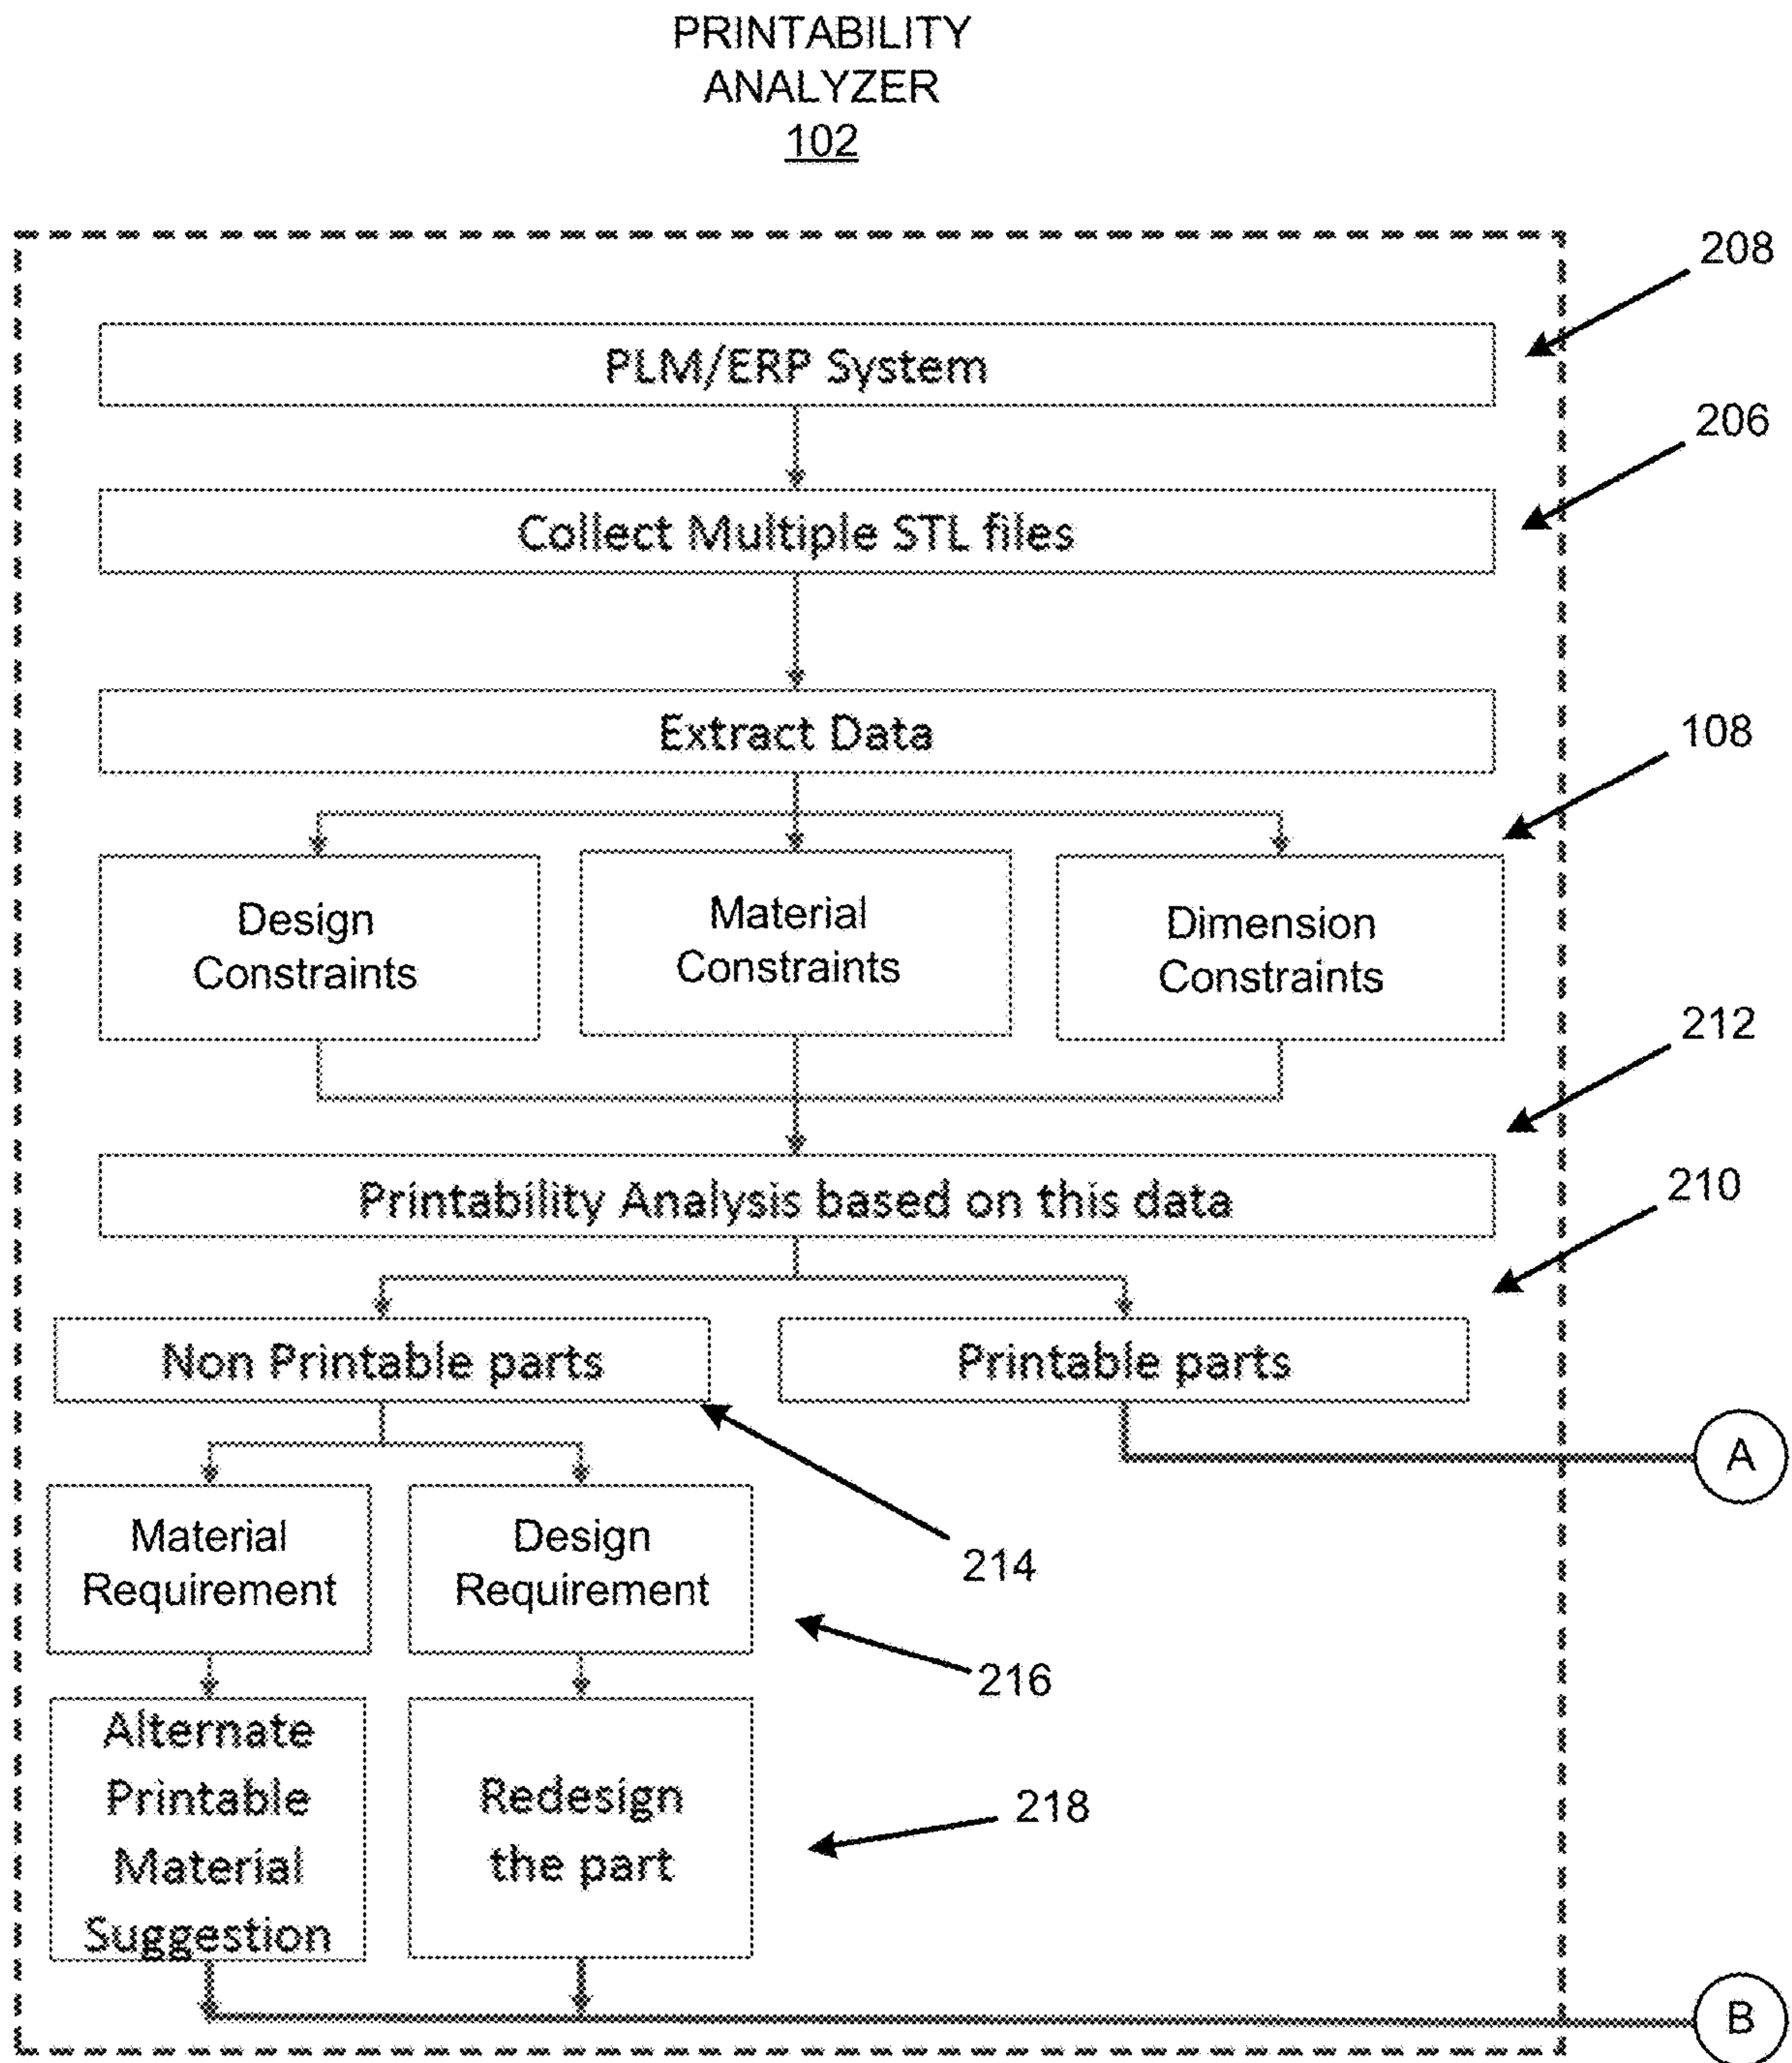 PRINTABILITY
ANALYZER
102
208
PLM/ERP System
206
Collect Multiple STL files
Extract Data
108
Design
Constraints
Material
Constraints
Dimension
Constraints
212
Printability Analysis based on this data
210
Non Printable parts
Printable parts
A
Material
Requirement
Design
Requirement
214
216
Alternate
Printable
Material
Suggestion
Redesign
the part
218
B